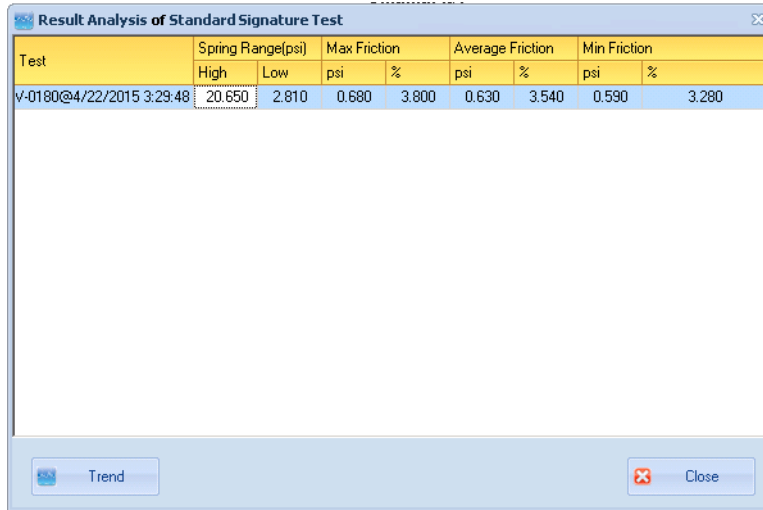 Result Analysis of Standard Signature Test
Test Spring Range(psi) Max Friction Average Friction Min Friction
High Low psi % psi % psi %
V-0180@4/22/2015 3:29:48 20.650 2.810 0.680 3.800 0.630 3.540 0.590 3.280
Trend Close